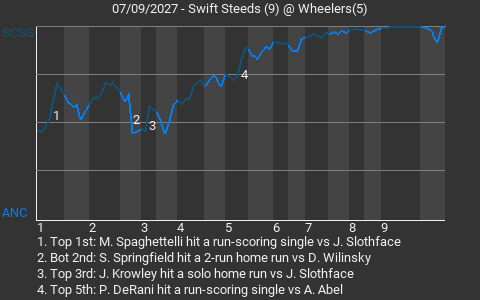 07/09/2027 - Swift Steeds (9) @ Wheelers(5)
SCSS
4
1
2
3
ANC
1 2 3 4 5 6 7 8 9
1. Top 1st: M. Spaghettelli hit a run-scoring single vs J. Slothface
2. Bot 2nd: S. Springfield hit a 2-run home run vs D. Wilinsky
3. Top 3rd: J. Krowley hit a solo home run vs J. Slothface
4. Top 5th: P. DeRani hit a run-scoring single vs A. Abel